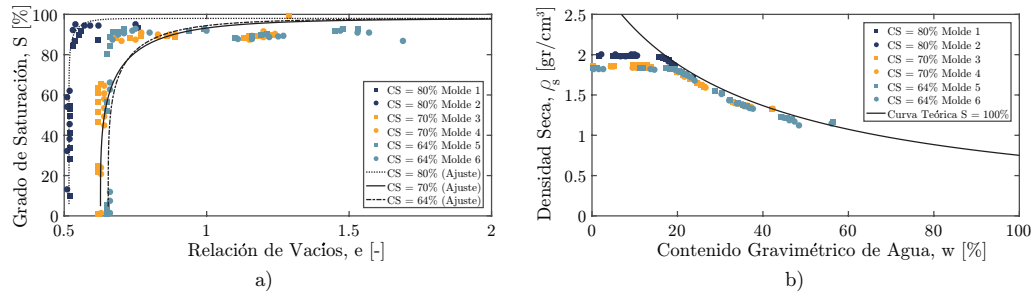 Grado de Saturación, S [%]
100
80
60
40
20
0
CS = 80% Molde 1
CS = 80% Molde 2
CS = 70% Molde 3
CS = 70% Molde 4
CS = 64% Molde 5
CS = 64% Molde 6
CS = 80% (Ajuste)
CS = 70% (Ajuste)
CS = 64% (Ajuste)
0.5 1 1.5 2
Relación de Vacíos, e [-]
a)
Densidad Seca, ρs [gr/cm³]
2.5
2
1.5
1
0.5
0
CS = 80% Molde 1
CS = 80% Molde 2
CS = 70% Molde 3
CS = 70% Molde 4
CS = 64% Molde 5
CS = 64% Molde 6
Curva Teórica S = 100%
0 20 40 60 80 100
Contenido Gravimétrico de Agua, w [%]
b)